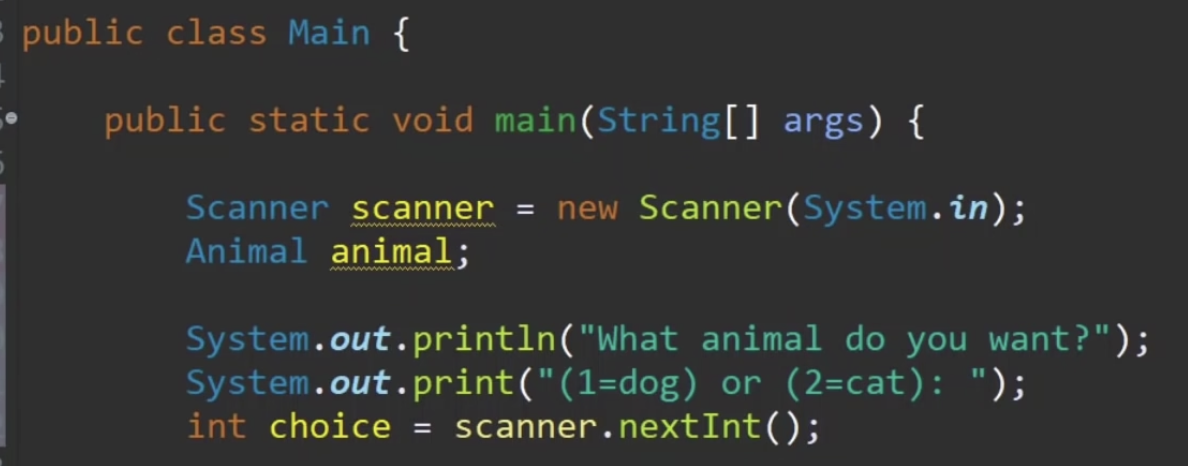 public class Main {
public static void main(String[] args) {
Scanner scanner = new Scanner(System.in);
Animal animal;
System.out.println("What animal do you want?");
System.out.print("(1=dog) or (2=cat): ");
int choice = scanner.nextInt();